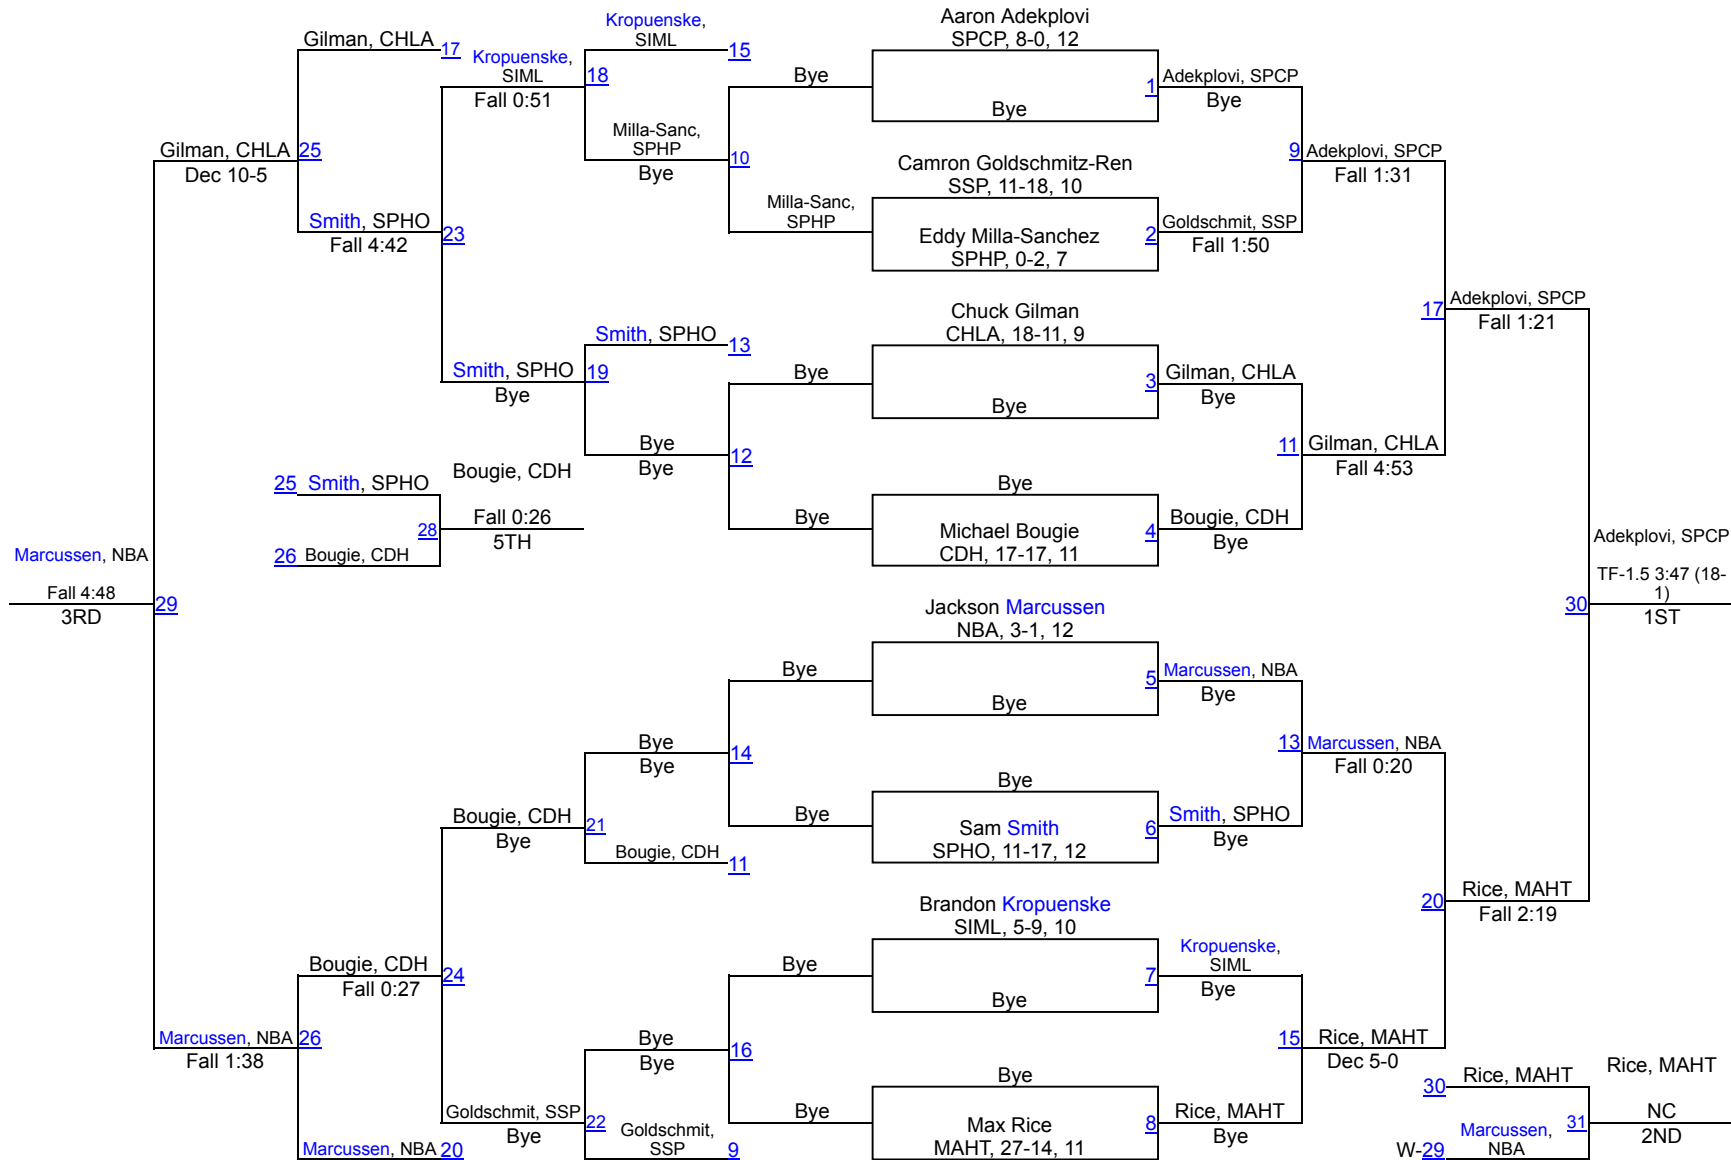 Aaron Adekplovi
SPCP, 8-0, 12
Bye
1
Camron Goldschmitz-Ren
SSP, 11-18, 10
Eddy Milla-Sanchez
SPHP, 0-2, 7
2
Chuck Gilman
CHLA, 18-11, 9
Bye
3
Bye
Michael Bougie
CDH, 17-17, 11
4
Jackson Marcussen
NBA, 3-1, 12
Bye
5
Bye
Sam Smith
SPHO, 11-17, 12
6
Brandon Kropuenske
SIML, 5-9, 10
Bye
7
Bye
Max Rice
MAHT, 27-14, 11
8
Adekplovi, SPCP
Bye
Goldschmit, SSP
Fall 1:50
9
Gilman, CHLA
Bye
Bougie, CDH
Bye
11
Marcussen, NBA
Bye
Smith, SPHO
Bye
13
Kropuenske,
SIML
Bye
Rice, MAHT
Bye
15
Adekplovi, SPCP
Fall 1:31
Gilman, CHLA
Fall 4:53
17
Marcussen, NBA
Fall 0:20
Rice, MAHT
Dec 5-0
20
Adekplovi, SPCP
Fall 1:21
Rice, MAHT
Fall 2:19
30
Adekplovi, SPCP
TF-1.5 3:47 (18-
1)
1ST
30
Rice, MAHT
W-29
Marcussen,
NBA
31
Rice, MAHT
NC
2ND
Bye
Milla-Sanc,
SPHP
10
Bye
Bye
12
Bye
Bye
14
Bye
Bye
16
Kropuenske,
SIML
15
Milla-Sanc,
SPHP
Bye
18
Smith, SPHO
13
Bye
Bye
19
Bye
Bye
Bougie, CDH
11
21
Bye
Bye
Goldschmit,
SSP
9
22
Kropuenske,
SIML
Fall 0:51
Smith, SPHO
Bye
23
Bougie, CDH
Bye
Goldschmit, SSP
Bye
24
Gilman, CHLA
17
Smith, SPHO
Fall 4:42
25
Bougie, CDH
Fall 0:27
Marcussen, NBA
20
26
Gilman, CHLA
Dec 10-5
Marcussen, NBA
Fall 1:38
29
Marcussen, NBA
Fall 4:48
3RD
25
Smith, SPHO
26
Bougie, CDH
28
Bougie, CDH
Fall 0:26
5TH